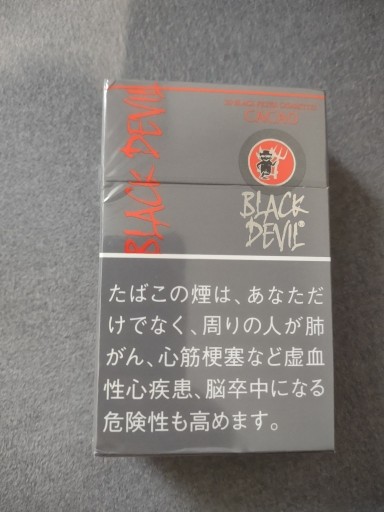 BLACK DEVIL
CACAO
BLACK
DEVIL®
たばこの煙は、あなただ
けでなく、周りの人が肺
がん、心筋梗塞など虚血
性心疾患、脳卒中になる
危険性も高めます。